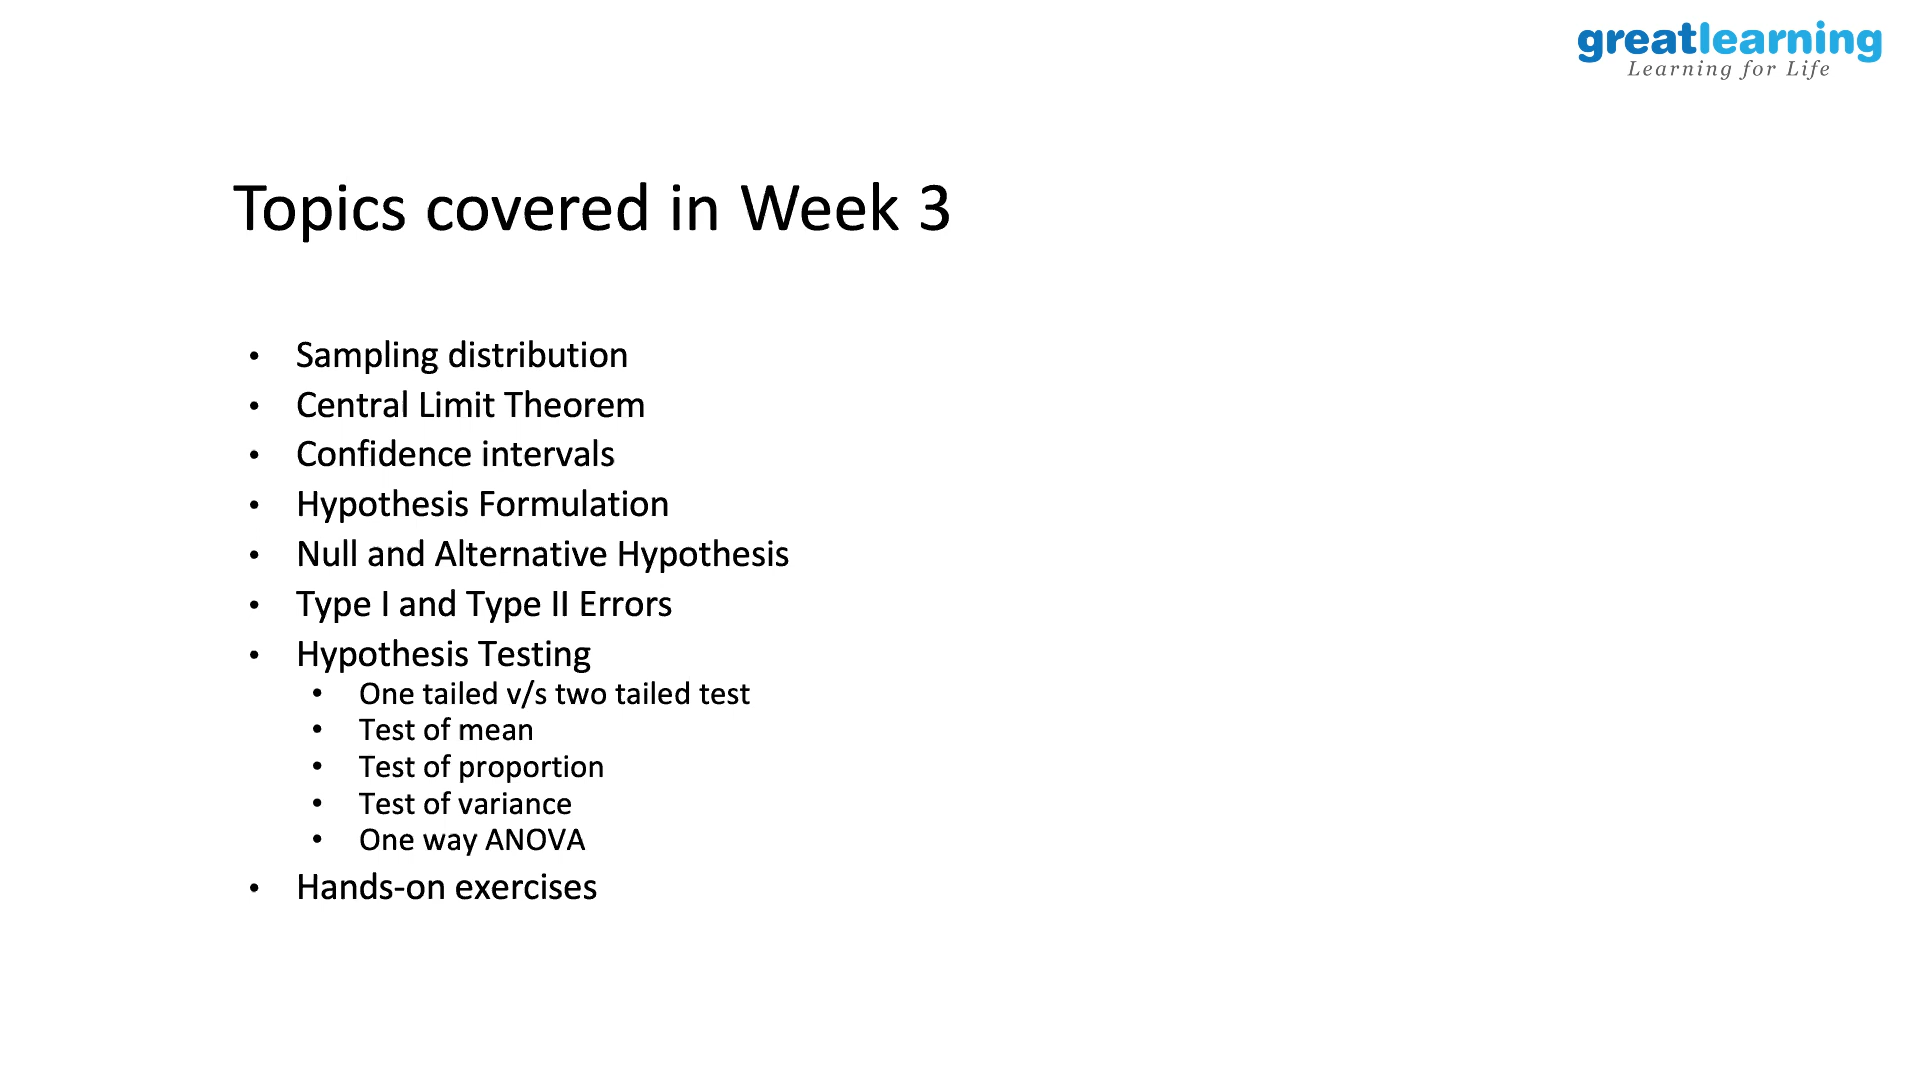 greatlearning
Learning for Life
Topics covered in Week 3
• Sampling distribution
• Central Limit Theorem
• Confidence intervals
• Hypothesis Formulation
• Null and Alternative Hypothesis
• Type I and Type II Errors
• Hypothesis Testing
• One tailed v/s two tailed test
• Test of mean
• Test of proportion
• Test of variance
• One way ANOVA
• Hands-on exercises